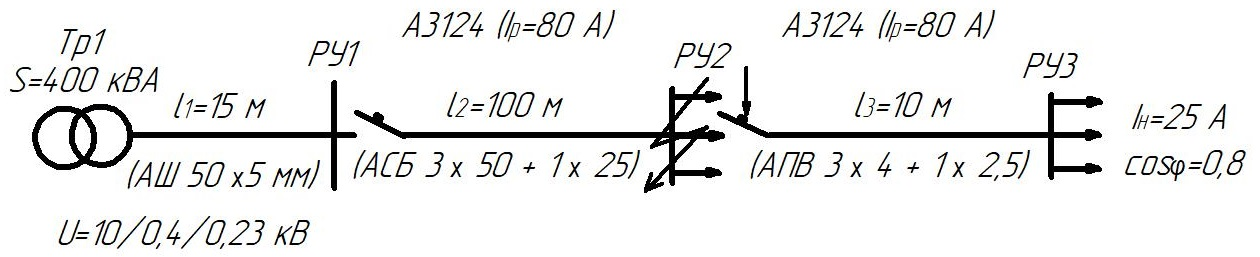 Тр1
S=400 кВА
l1=15 м
(АШ 50 х5 мм)
U=10/0,4/0,23 кВ
РУ1
А3124 (Iр=80 А)
l2=100 м
(АСБ 3 х 50 + 1 х 25)
РУ2
А3124 (Iр=80 А)
l3=10 м
(АПВ 3 х 4 + 1 х 2,5)
РУ3
Iн=25 А
cosφ=0,8